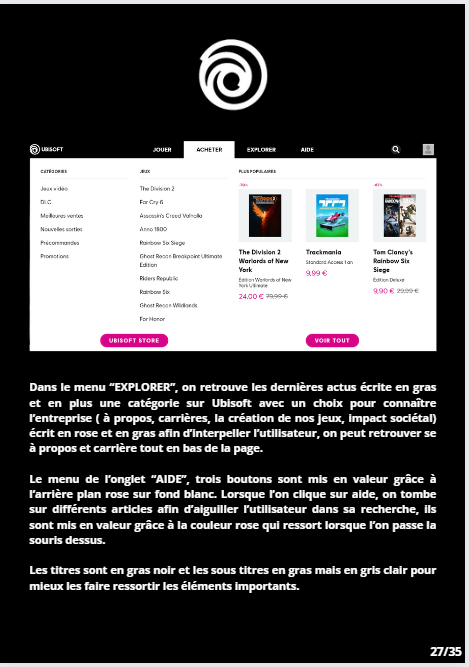 UBISOFT JOUER ACHETER EXPLORER AIDE
CATÉGORIES
Jeux vidéo
DLC
Meilleures ventes
Nouvelles sorties
Précommandes
Promotions
JEUX
The Division 2
Far Cry 6
Assassin's Creed Valhalla
Anno 1800
Rainbow Six Siege
Ghost Recon Breakpoint Ultimate
Edition
Riders Republic
Rainbow Six
Ghost Recon Wildlands
For Honor
PLUS POPULAIRES
The Division 2
Warlords of New
York
Edition Warlords of New
York Ultimate
24,00 € 79,99 €
Trackmania
Standard Access 1 an
9,99 €
Tom Clancy's
Rainbow Six
Siege
Edition Deluxe
9,90 € 29,99 €
UBISOFT STORE
VOIR TOUT
Dans le menu “EXPLORER”, on retrouve les dernières actus écrite en gras
et en plus une catégorie sur Ubisoft avec un choix pour connaître
l’entreprise ( à propos, carrières, la création de nos jeux, impact sociétal)
écrit en rose et en gras afin d’interpeller l’utilisateur, on peut retrouver se
à propos et carrière tout en bas de la page.
Le menu de l’onglet “AIDE”, trois boutons sont mis en valeur grâce à
l’arrière plan rose sur fond blanc. Lorsque l’on clique sur aide, on tombe
sur différents articles afin d’aiguiller l’utilisateur dans sa recherche, ils
sont mis en valeur grâce à la couleur rose qui ressort lorsque l’on passe la
souris dessus.
Les titres sont en gras noir et les sous titres en gras mais en gris clair pour
mieux les faire ressortir les éléments importants.
27/35